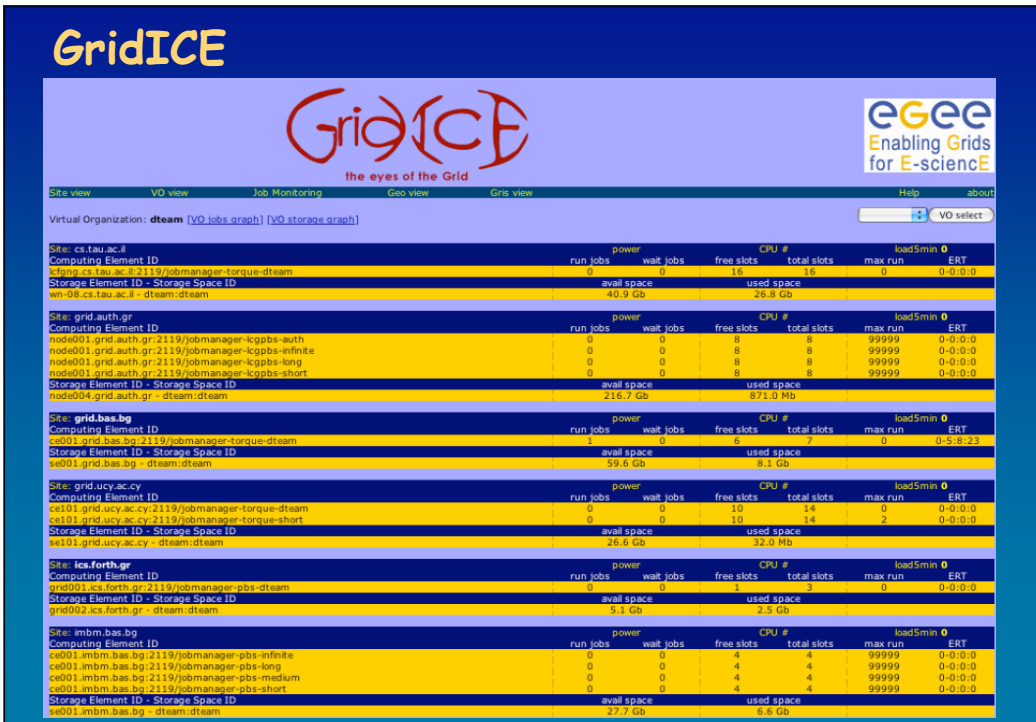 GridICE
GridICE
the eyes of the Grid
egee
Enabling Grids
for E-sciencE
Site view VO view Job Monitoring Geo view Gris view Help about
Virtual Organization: dteam [VO jobs graph] [VO storage graph] VO select
Site: cs.tau.ac.il power CPU # load5min 0
Computing Element ID run jobs wait jobs free slots total slots max run ERT
lcfgng.cs.tau.ac.il:2119/jobmanager-torque-dteam 0 0 16 16 0 0-0:0:0
Storage Element ID - Storage Space ID avail space used space
wn-08.cs.tau.ac.il - dteam:dteam 40.9 Gb 26.8 Gb
Site: grid.auth.gr power CPU # load5min 0
Computing Element ID run jobs wait jobs free slots total slots max run ERT
node001.grid.auth.gr:2119/jobmanager-lcgpbs-auth 0 0 8 8 99999 0-0:0:0
node001.grid.auth.gr:2119/jobmanager-lcgpbs-infinite 0 0 8 8 99999 0-0:0:0
node001.grid.auth.gr:2119/jobmanager-lcgpbs-long 0 0 8 8 99999 0-0:0:0
node001.grid.auth.gr:2119/jobmanager-lcgpbs-short 0 0 8 8 99999 0-0:0:0
Storage Element ID - Storage Space ID avail space used space
node004.grid.auth.gr - dteam:dteam 216.7 Gb 871.0 Mb
Site: grid.bas.bg power CPU # load5min 0
Computing Element ID run jobs wait jobs free slots total slots max run ERT
ce001.grid.bas.bg:2119/jobmanager-torque-dteam 1 0 6 7 0 0-5:8:23
Storage Element ID - Storage Space ID avail space used space
se001.grid.bas.bg - dteam:dteam 59.6 Gb 8.1 Gb
Site: grid.ucy.ac.cy power CPU # load5min 0
Computing Element ID run jobs wait jobs free slots total slots max run ERT
ce101.grid.ucy.ac.cy:2119/jobmanager-torque-dteam 0 0 10 14 0 0-0:0:0
ce101.grid.ucy.ac.cy:2119/jobmanager-torque-short 0 0 10 14 2 0-0:0:0
Storage Element ID - Storage Space ID avail space used space
se101.grid.ucy.ac.cy - dteam:dteam 26.6 Gb 32.0 Mb
Site: ics.forth.gr power CPU # load5min 0
Computing Element ID run jobs wait jobs free slots total slots max run ERT
grid001.ics.forth.gr:2119/jobmanager-pbs-dteam 0 0 1 3 0 0-0:0:0
Storage Element ID - Storage Space ID avail space used space
grid002.ics.forth.gr - dteam:dteam 5.1 Gb 2.5 Gb
Site: imbm.bas.bg power CPU # load5min 0
Computing Element ID run jobs wait jobs free slots total slots max run ERT
ce001.imbm.bas.bg:2119/jobmanager-pbs-infinite 0 0 4 4 99999 0-0:0:0
ce001.imbm.bas.bg:2119/jobmanager-pbs-long 0 0 4 4 99999 0-0:0:0
ce001.imbm.bas.bg:2119/jobmanager-pbs-medium 0 0 4 4 99999 0-0:0:0
ce001.imbm.bas.bg:2119/jobmanager-pbs-short 0 0 4 4 99999 0-0:0:0
Storage Element ID - Storage Space ID avail space used space
se001.imbm.bas.bg - dteam:dteam 27.7 Gb 6.6 Gb